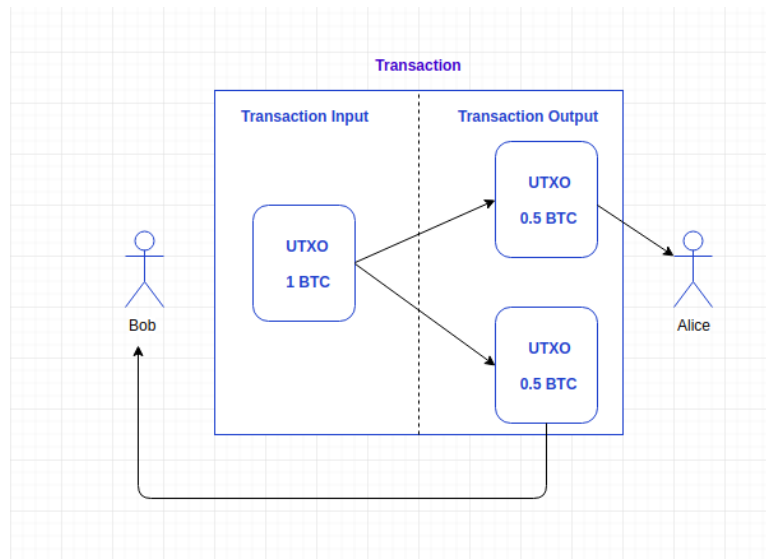 Transaction
Transaction Input
Transaction Output
UTXO
0.5 BTC
UTXO
1 BTC
Bob
Alice
UTXO
0.5 BTC